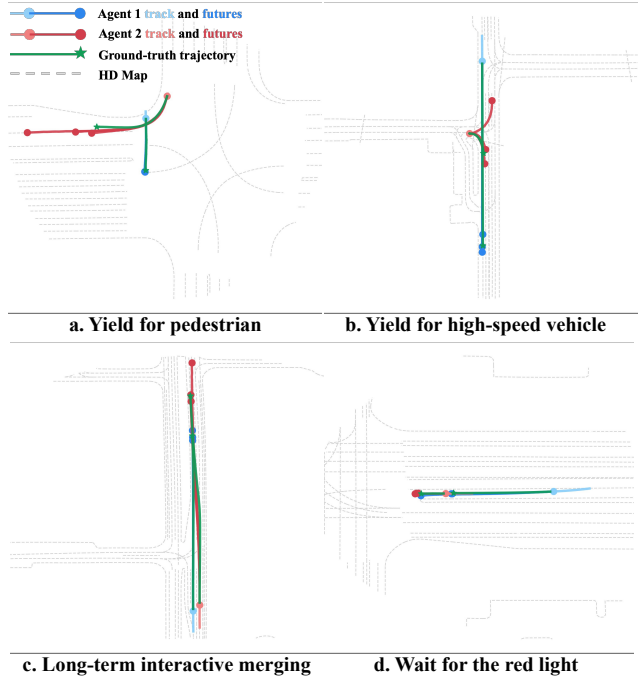 Agent 1 track and futures
Agent 2 track and futures
Ground-truth trajectory
HD Map
a. Yield for pedestrian
b. Yield for high-speed vehicle
c. Long-term interactive merging
d. Wait for the red light